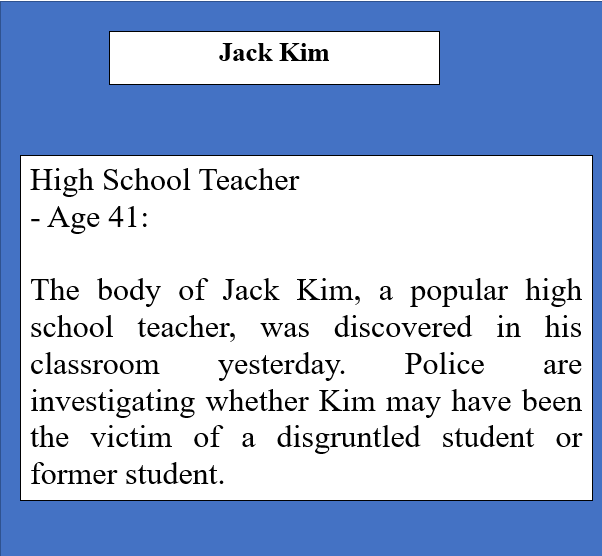 Jack Kim
High School Teacher
- Age 41:
The body of Jack Kim, a popular high
school teacher, was discovered in his
classroom yesterday. Police are
investigating whether Kim may have been
the victim of a disgruntled student or
former student.